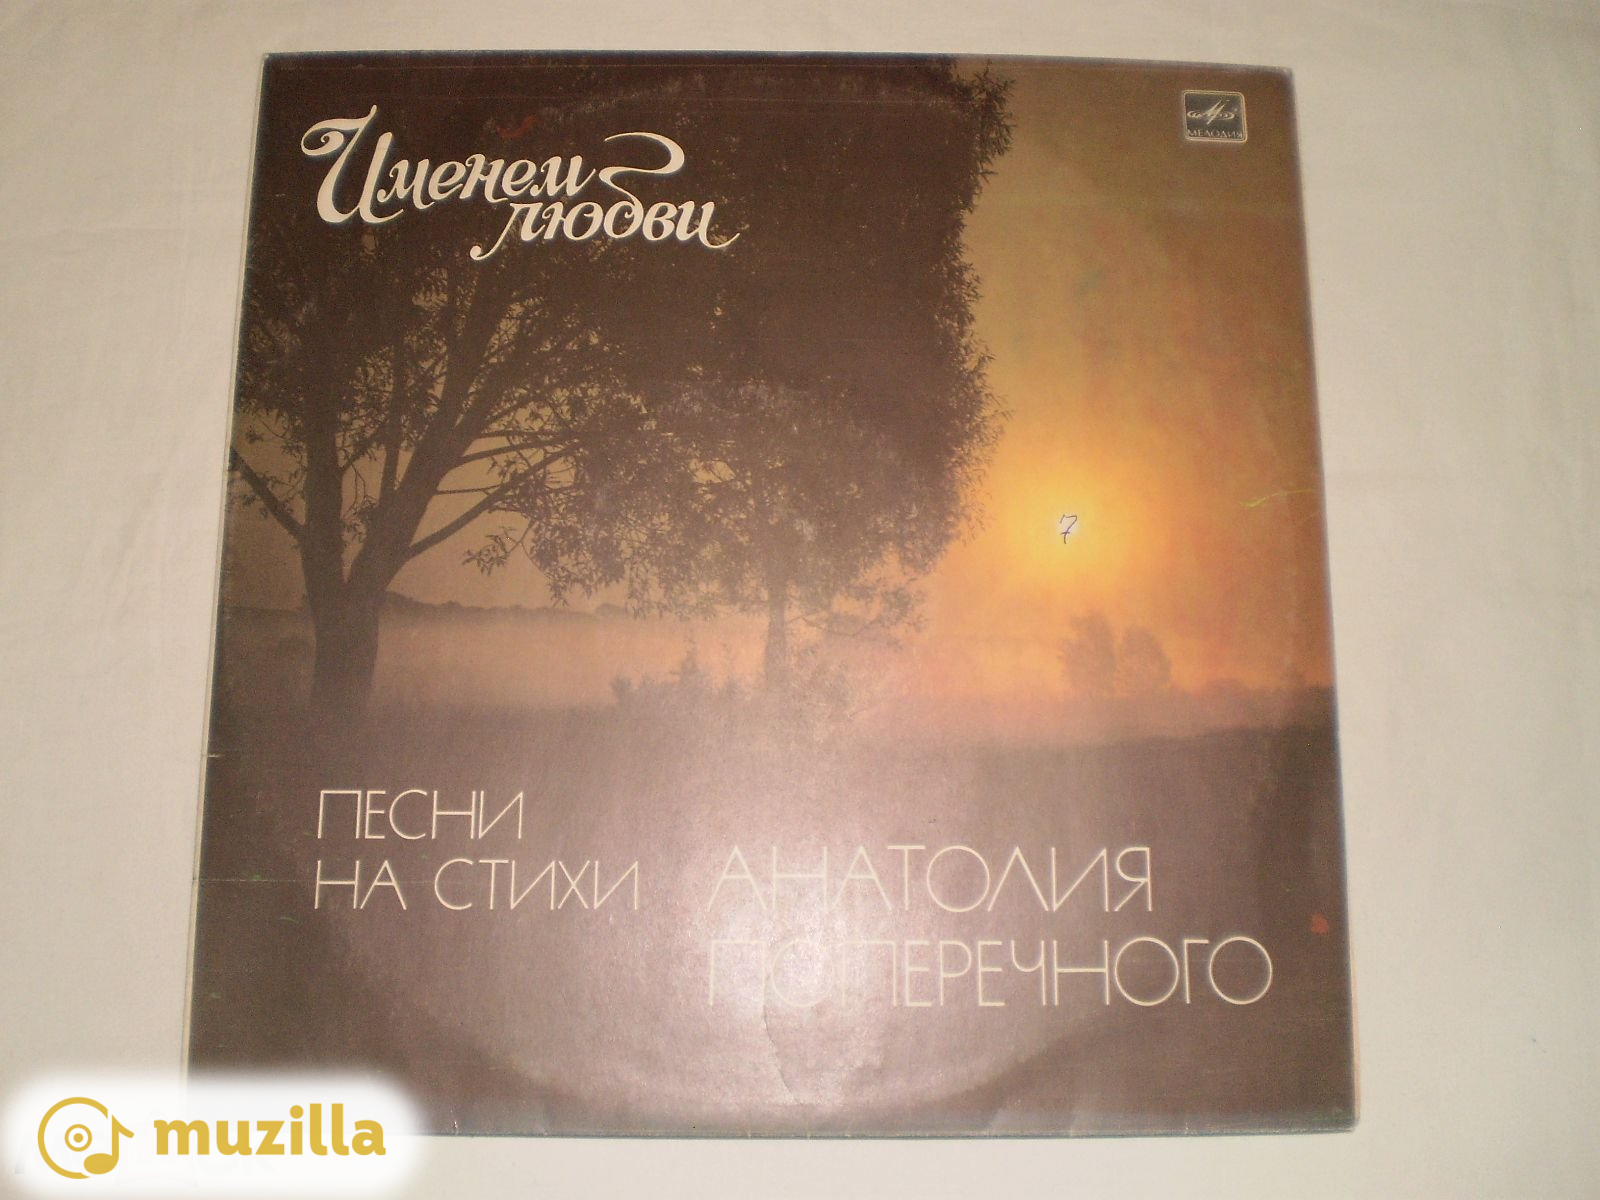 Именем
любви
МЕЛОДИЯ
7
ПЕСНИ
НА СТИХИ
АНАТОЛИЯ
ПОПЕРЕЧНОГО
muzilla